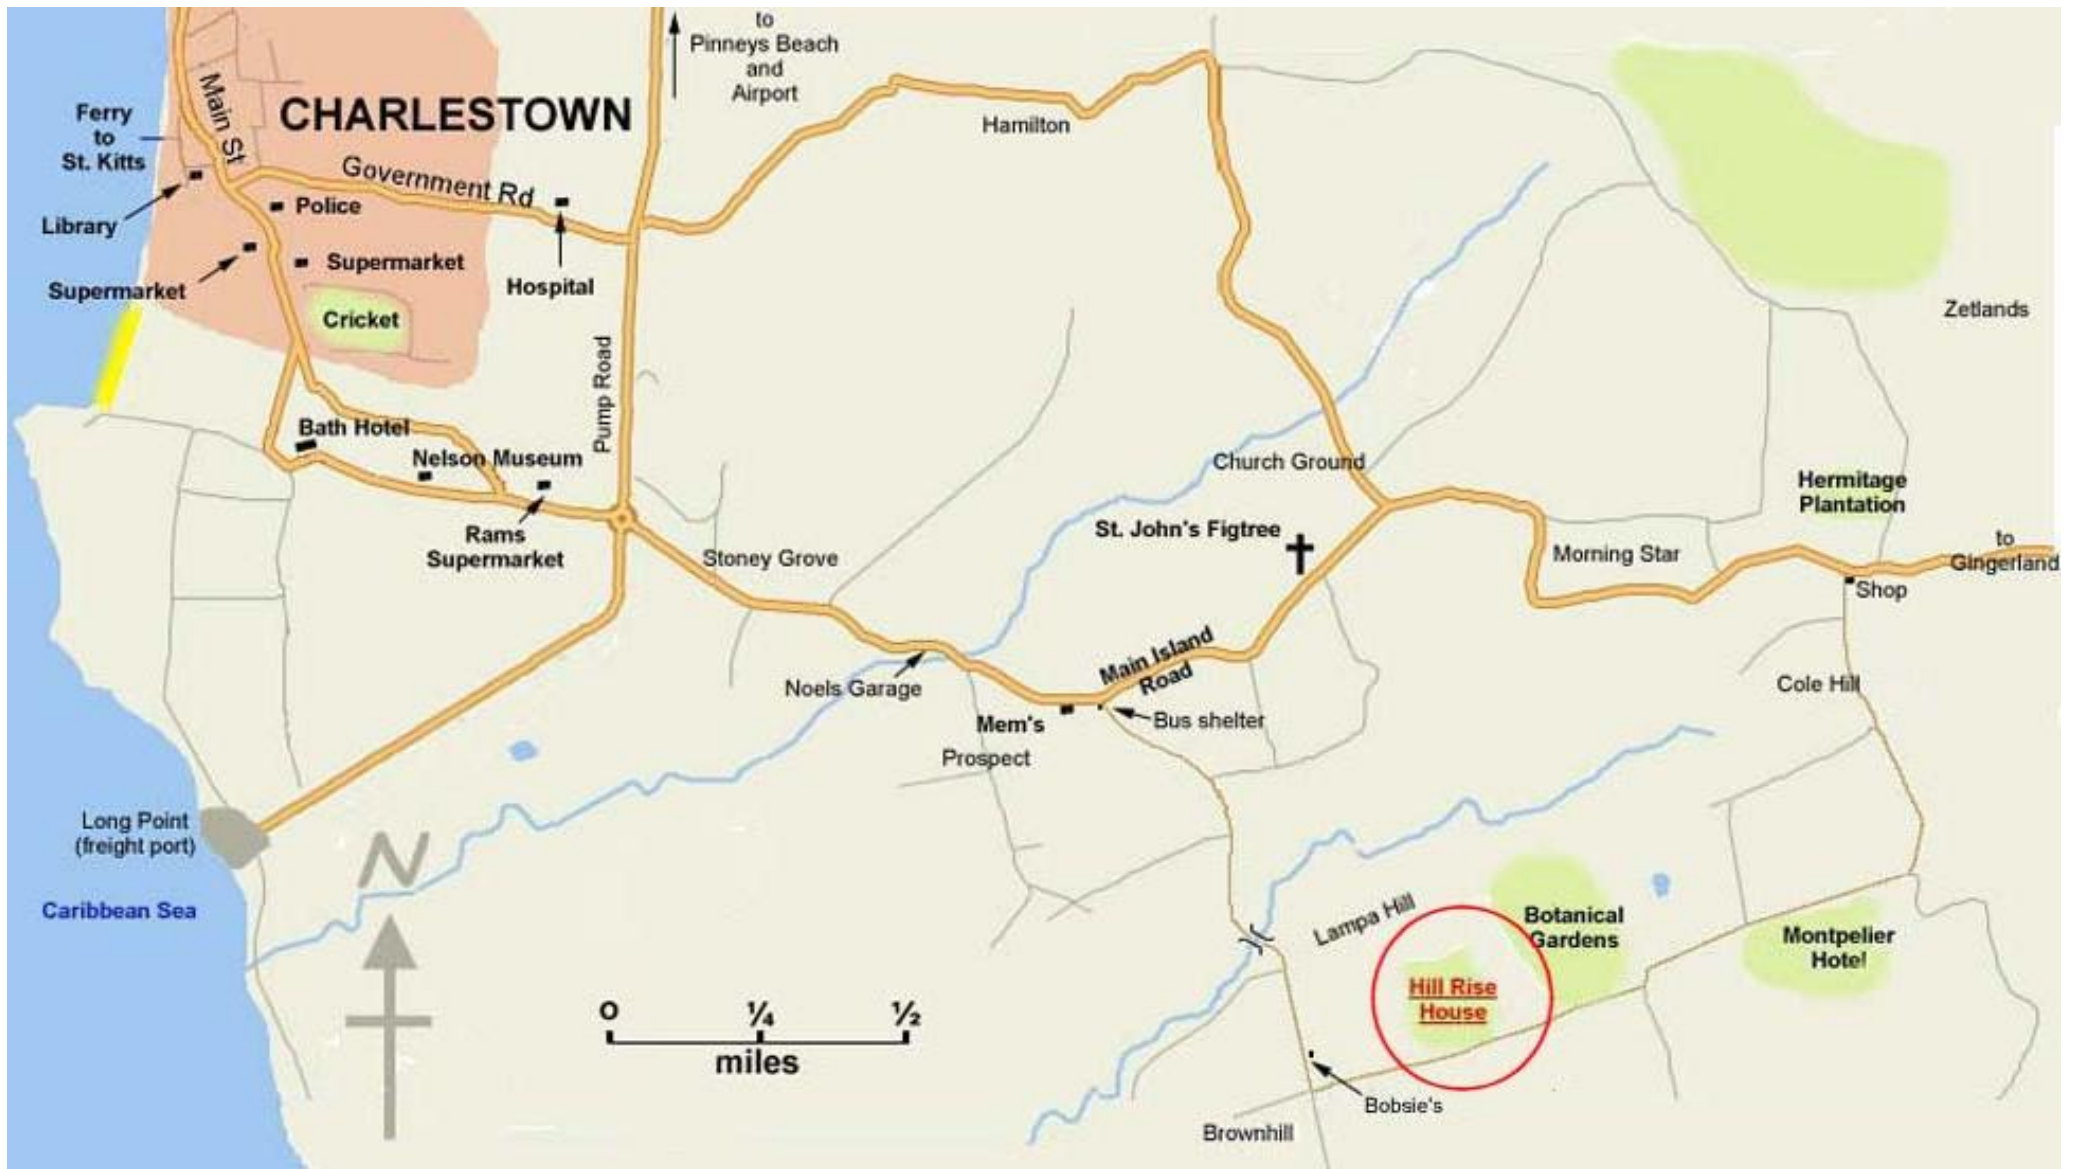 to
Pinneys Beach
and
Airport
Main St
CHARLESTOWN
Ferry
to
St. Kitts
Hamilton
Government Rd
Library
Police
Supermarket
Supermarket
Hospital
Cricket
Zetlands
Pump Road
Bath Hotel
Nelson Museum
Church Ground
Hermitage
Plantation
Rams
Supermarket
St. John's Figtree
Stoney Grove
Morning Star
to
Gingerland
Shop
Main Island
Road
Noels Garage
Mem's
Bus shelter
Cole Hill
Prospect
Long Point
(freight port)
N
Caribbean Sea
Lampa Hill
Botanical
Gardens
Montpelier
Hotel
Hill Rise
House
0 ¼ ½
miles
Bobsie's
Brownhill